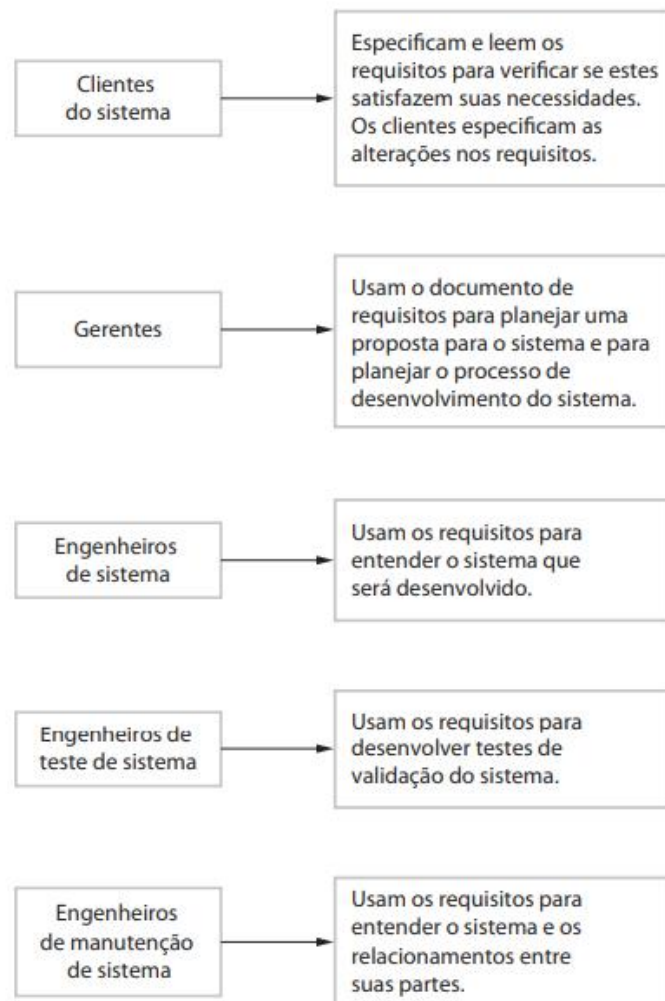 Clientes
do sistema
Especificam e leem os
requisitos para verificar se estes
satisfazem suas necessidades.
Os clientes especificam as
alterações nos requisitos.
Gerentes
Usam o documento de
requisitos para planejar uma
proposta para o sistema e para
planejar o processo de
desenvolvimento do sistema.
Engenheiros
de sistema
Usam os requisitos para
entender o sistema que
será desenvolvido.
Engenheiros de
teste de sistema
Usam os requisitos para
desenvolver testes de
validação do sistema.
Engenheiros
de manutenção
de sistema
Usam os requisitos para
entender o sistema e os
relacionamentos entre
suas partes.